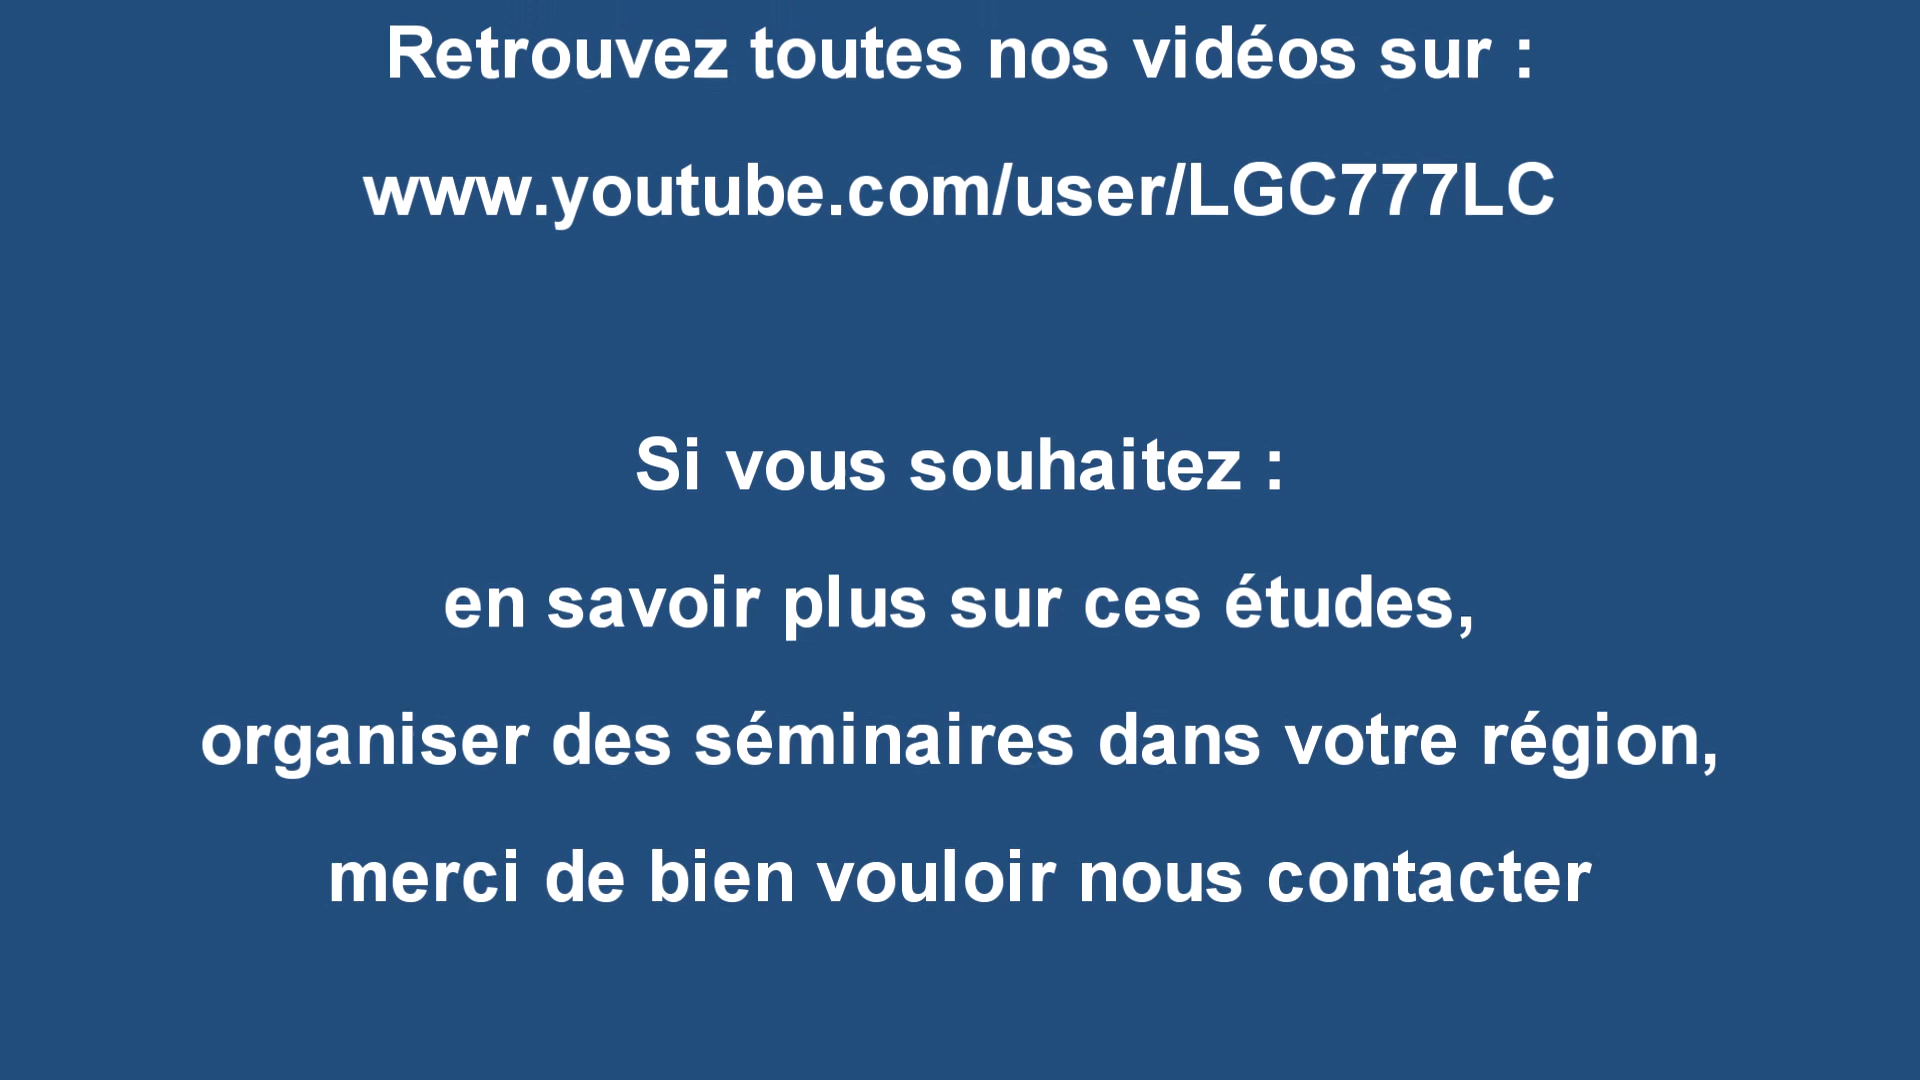 Retrouvez toutes nos vidéos sur :
www.youtube.com/user/LGC777LC
Si vous souhaitez :
en savoir plus sur ces études,
organiser des séminaires dans votre région,
merci de bien vouloir nous contacter